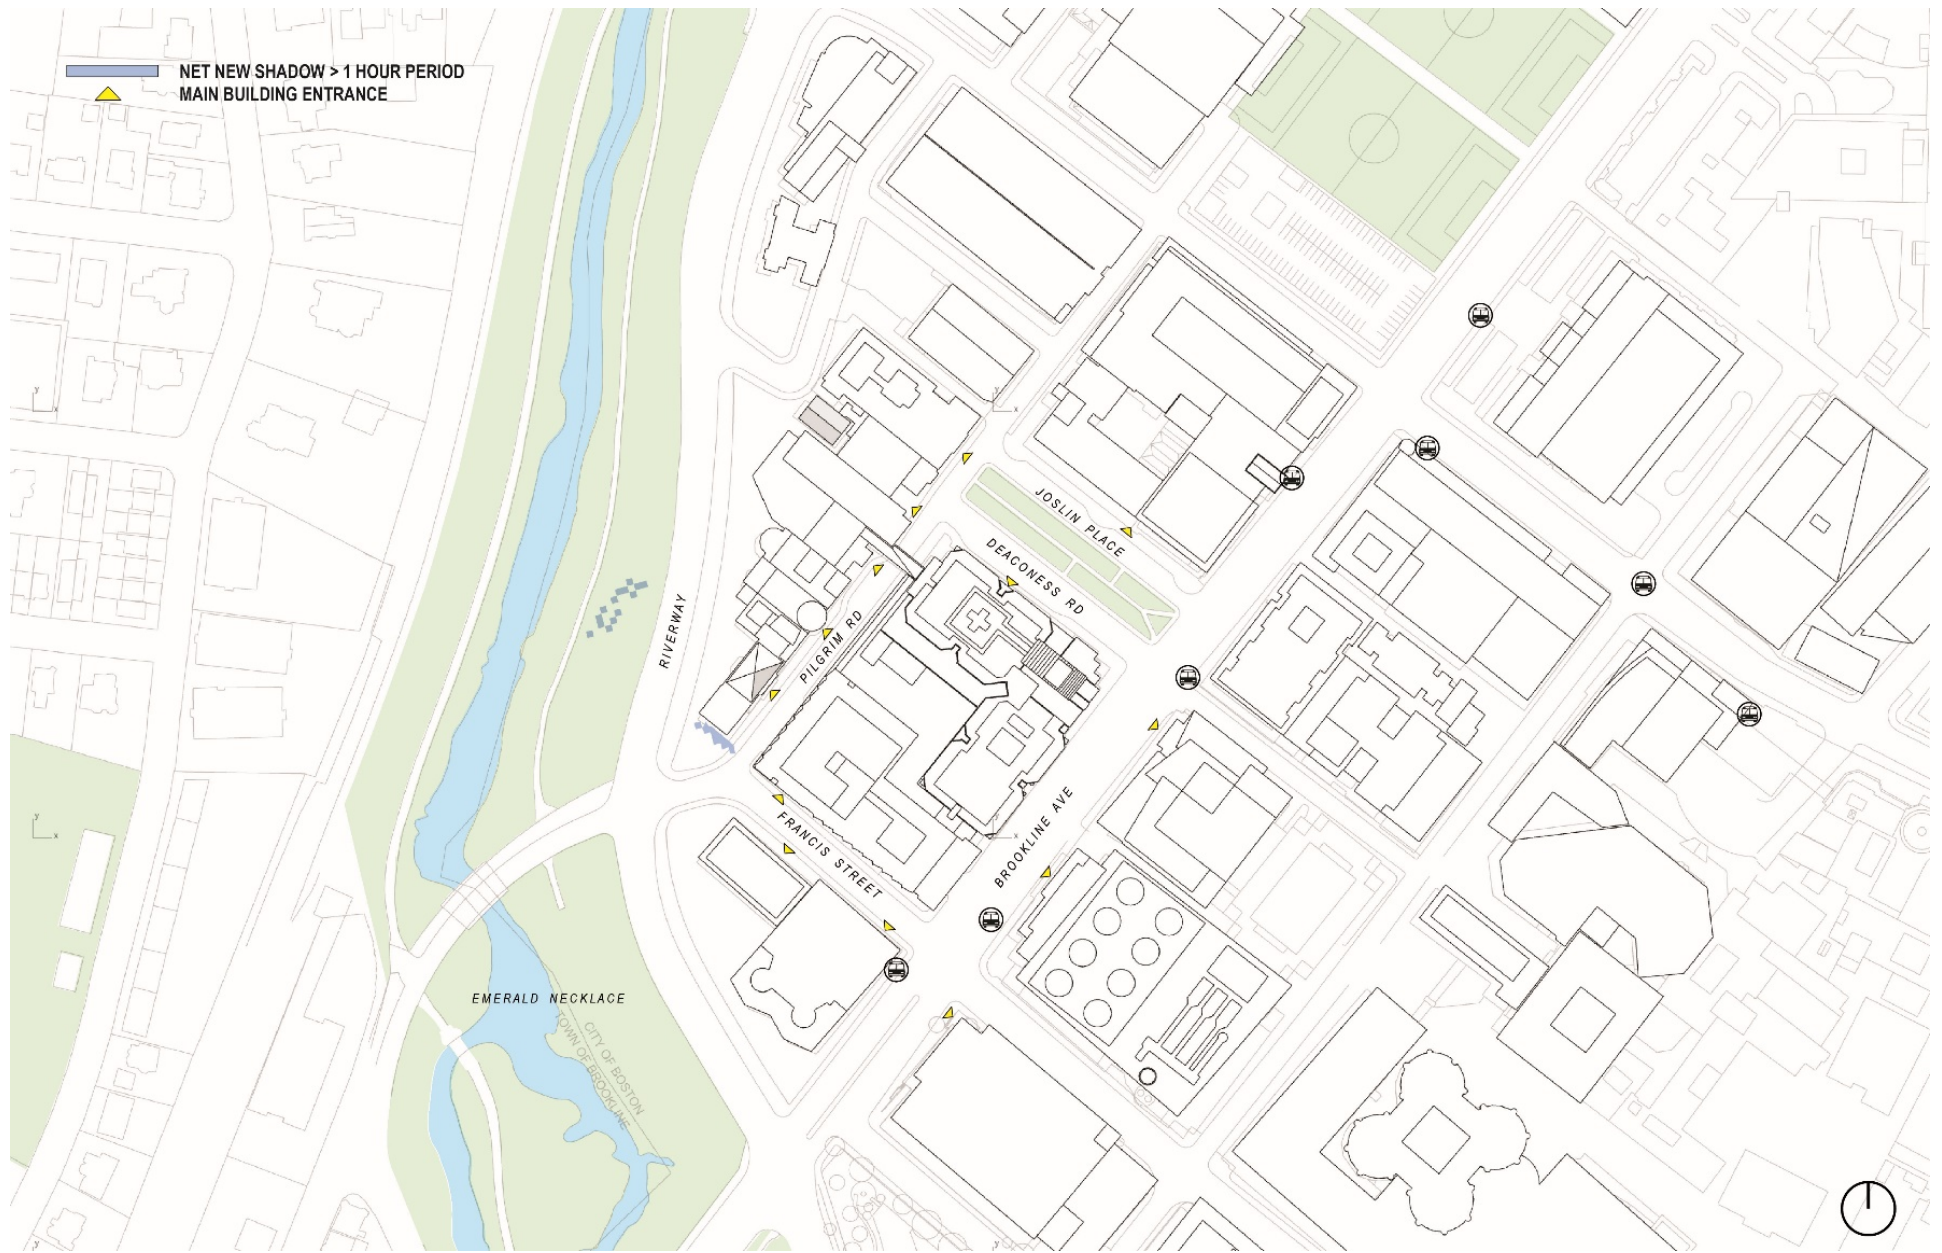 NET NEW SHADOW > 1 HOUR PERIOD
MAIN BUILDING ENTRANCE
JOSLIN PLACE
DEACONESS RD
RIVERWAY
PILGRIM RD
BROOKLINE AVE
FRANCIS STREET
EMERALD NECKLACE
CITY OF BOSTON
TOWN OF BROOKLINE